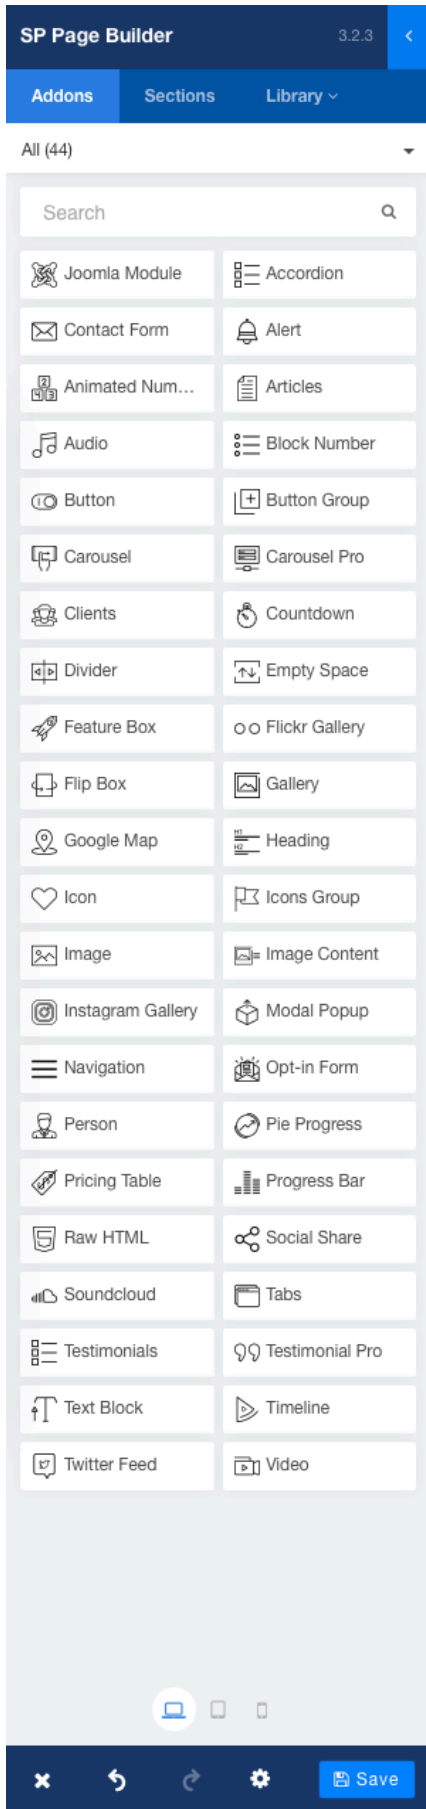 SP Page Builder 3.2.3
Addons Sections Library
All (44)
Search
Joomla Module Accordion
Contact Form Alert
Animated Num... Articles
Audio Block Number
Button Button Group
Carousel Carousel Pro
Clients Countdown
Divider Empty Space
Feature Box Flickr Gallery
Flip Box Gallery
Google Map Heading
Icon Icons Group
Image Image Content
Instagram Gallery Modal Popup
Navigation Opt-in Form
Person Pie Progress
Pricing Table Progress Bar
Raw HTML Social Share
Soundcloud Tabs
Testimonials Testimonial Pro
Text Block Timeline
Twitter Feed Video
Save